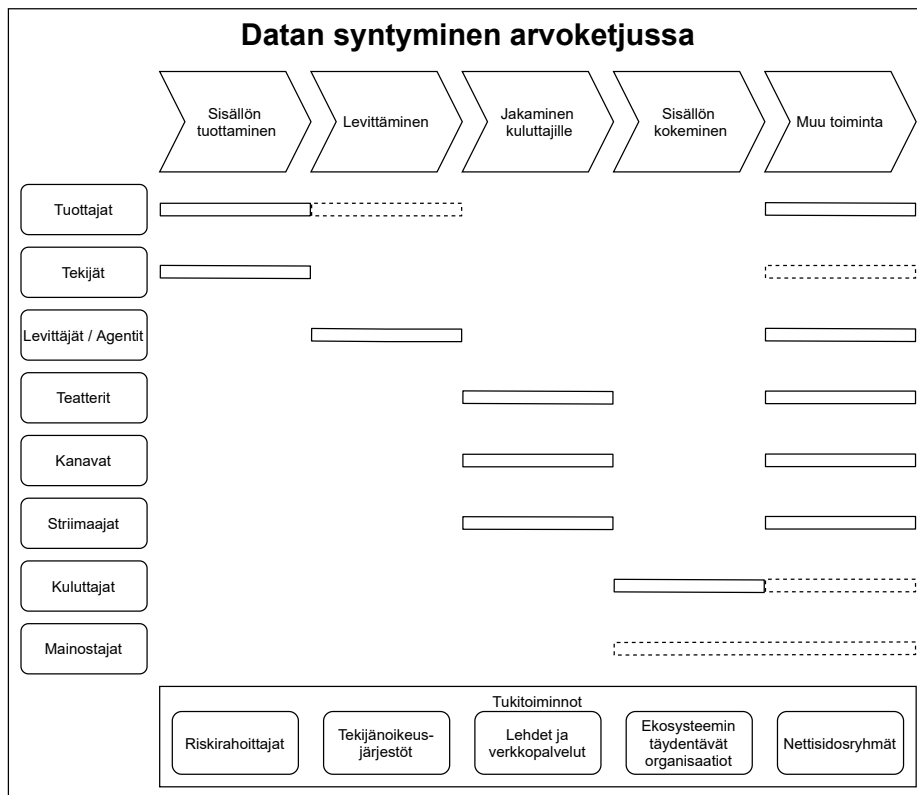 Datan syntyminen arvoketjussa
Sisällön
tuottaminen
Levittäminen
Jakaminen
kuluttajille
Sisällön
kokeminen
Muu toiminta
Tuottajat
Tekijät
Levittäjät / Agentit
Teatterit
Kanavat
Striimaajat
Kuluttajat
Mainostajat
Tukitoiminnot
Riskirahoittajat
Tekijänoikeus-
järjestöt
Lehdet ja
verkkopalvelut
Ekosysteemin
täydentävät
organisaatiot
Nettisidosryhmät